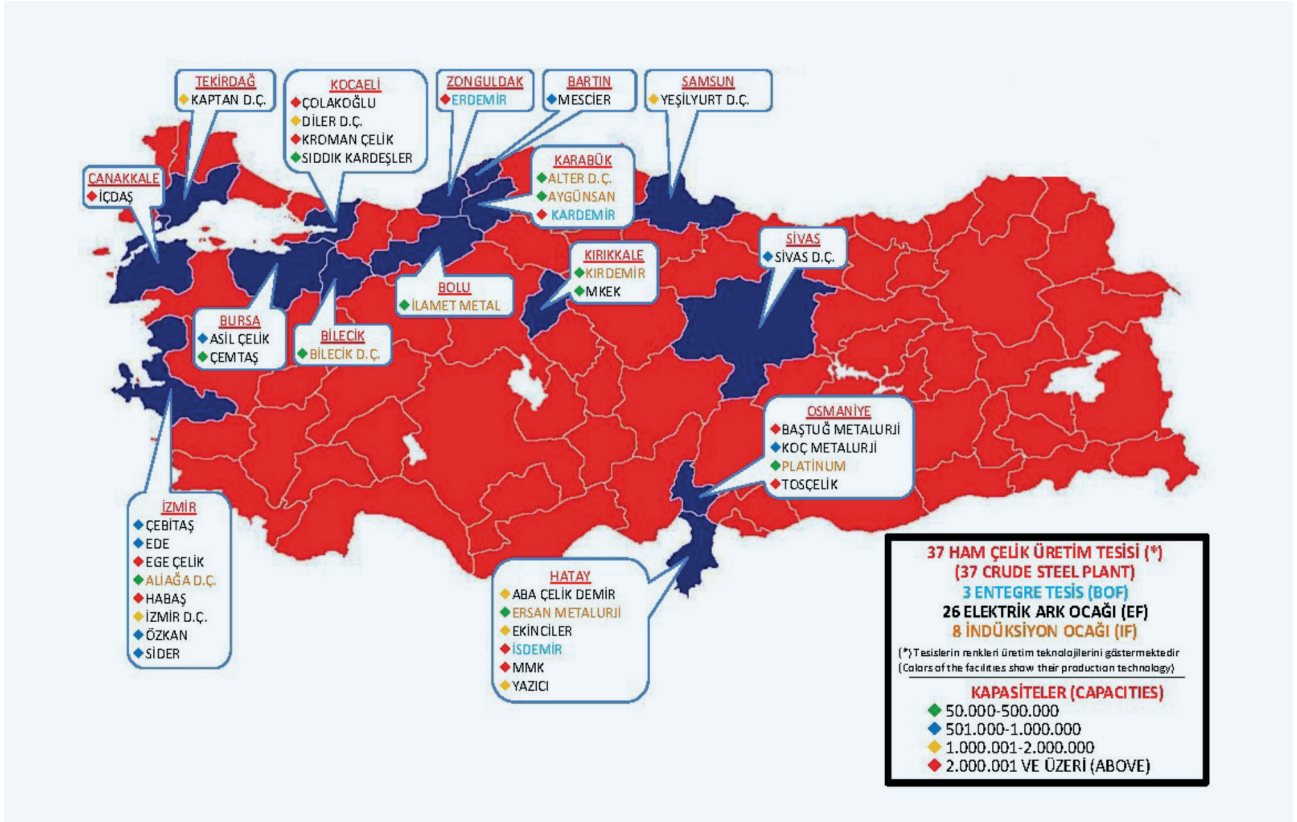 TEKİRDAĞ
KAPTAN D.Ç.
KOCAELİ
ÇOLAKOĞLU
DİLER D.Ç.
KROMAN ÇELİK
SIDDIK KARDEŞLER
ZONGULDAK
ERDEMİR
BARTIN
MESCİER
SAMSUN
YEŞİLYURT D.Ç.
ÇANAKKALE
İÇDAŞ
KARABÜK
ALTER D.Ç.
AYGÜNSAN
KARDEMİR
SİVAS
SİVAS D.Ç.
KIRIKKALE
KIRDEMİR
MKEK
BOLU
İLAMET METAL
BURSA
ASİL ÇELİK
ÇEMTAŞ
BİLECİK
BİLECİK D.Ç.
OSMANİYE
BAŞTUĞ METALURJİ
KOÇ METALURJİ
PLATINUM
TOSÇELİK
İZMİR
ÇEBİTAŞ
EDE
EGE ÇELİK
ALİAĞA D.Ç.
HABAŞ
İZMİR D.Ç.
ÖZKAN
SİDER
HATAY
ABA ÇELİK DEMİR
ERSAN METALURJİ
EKİNCİLER
İSDEMİR
MMK
YAZICI
37 HAM ÇELİK ÜRETİM TESİSİ (*)
(37 CRUDE STEEL PLANT)
3 ENTEGRE TESİS (BOF)
26 ELEKTRİK ARK OCAĞI (EF)
8 İNDÜKSİYON OCAĞI (IF)
(*) Tesislerin renkleri üretim teknolojilerini göstermektedir
(Colors of the facilities show their production technology)
KAPASİTELER (CAPACITIES)
50.000-500.000
501.000-1.000.000
1.000.001-2.000.000
2.000.001 VE ÜZERİ (ABOVE)